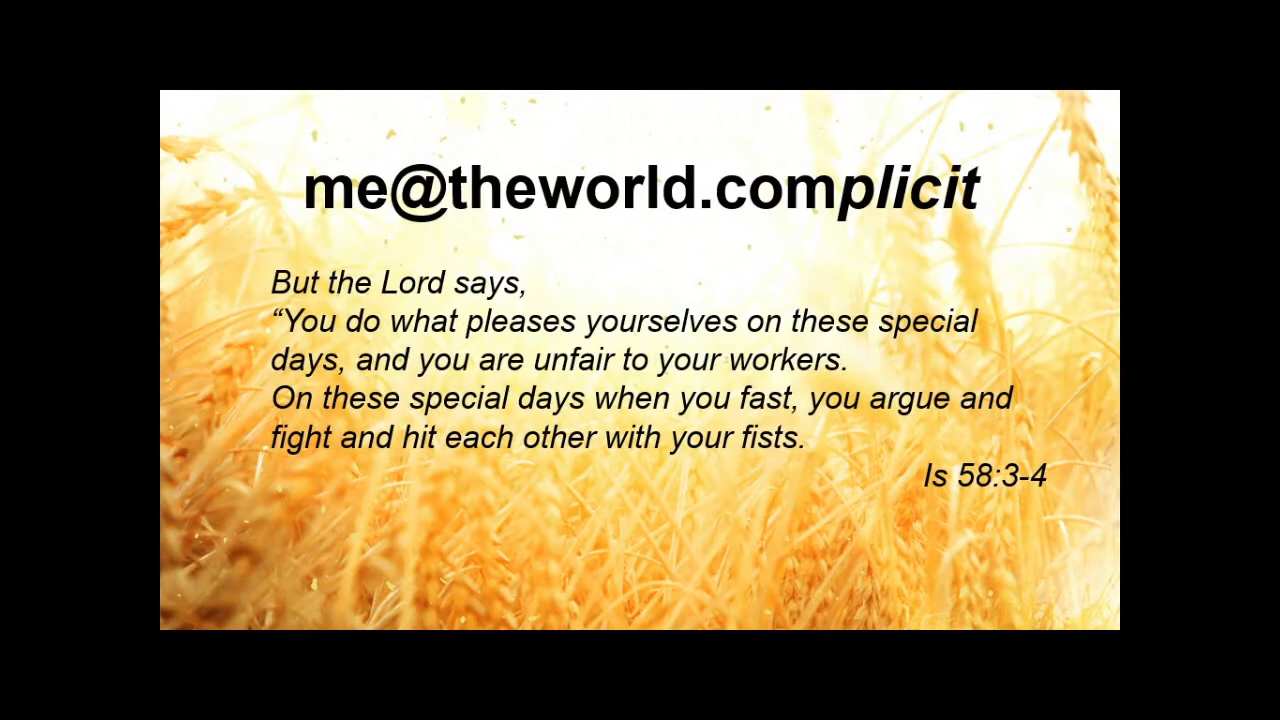 me@theworld.complicit
But the Lord says,
“You do what pleases yourselves on these special
days, and you are unfair to your workers.
On these special days when you fast, you argue and
fight and hit each other with your fists.
Is 58:3-4